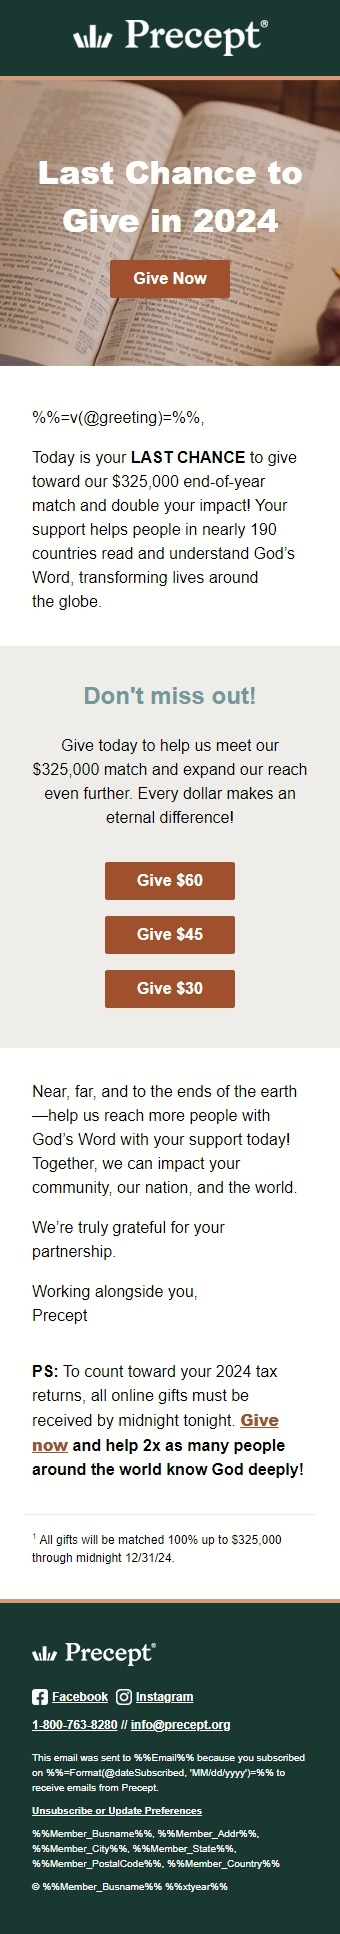 Precept®
Last Chance to
Give in 2024
Give Now
%%=v(@greeting)=%%,
Today is your LAST CHANCE to give
toward our $325,000 end-of-year
match and double your impact! Your
support helps people in nearly 190
countries read and understand God’s
Word, transforming lives around
the globe.
Don't miss out!
Give today to help us meet our
$325,000 match and expand our reach
even further. Every dollar makes an
eternal difference!
Give $60
Give $45
Give $30
Near, far, and to the ends of the earth
—help us reach more people with
God’s Word with your support today!
Together, we can impact your
community, our nation, and the world.
We’re truly grateful for your
partnership.
Working alongside you,
Precept
PS: To count toward your 2024 tax
returns, all online gifts must be
received by midnight tonight. Give
now and help 2x as many people
around the world know God deeply!
¹ All gifts will be matched 100% up to $325,000
through midnight 12/31/24.
Precept®
Facebook Instagram
1-800-763-8280 // info@precept.org
This email was sent to %%Email%% because you subscribed
on %%=Format(@dateSubscribed, 'MM/dd/yyyy')=%% to
receive emails from Precept.
Unsubscribe or Update Preferences
%%Member_Busname%%, %%Member_Addr%%,
%%Member_City%%, %%Member_State%%,
%%Member_PostalCode%%, %%Member_Country%%
© %%Member_Busname%% %%xtyear%%